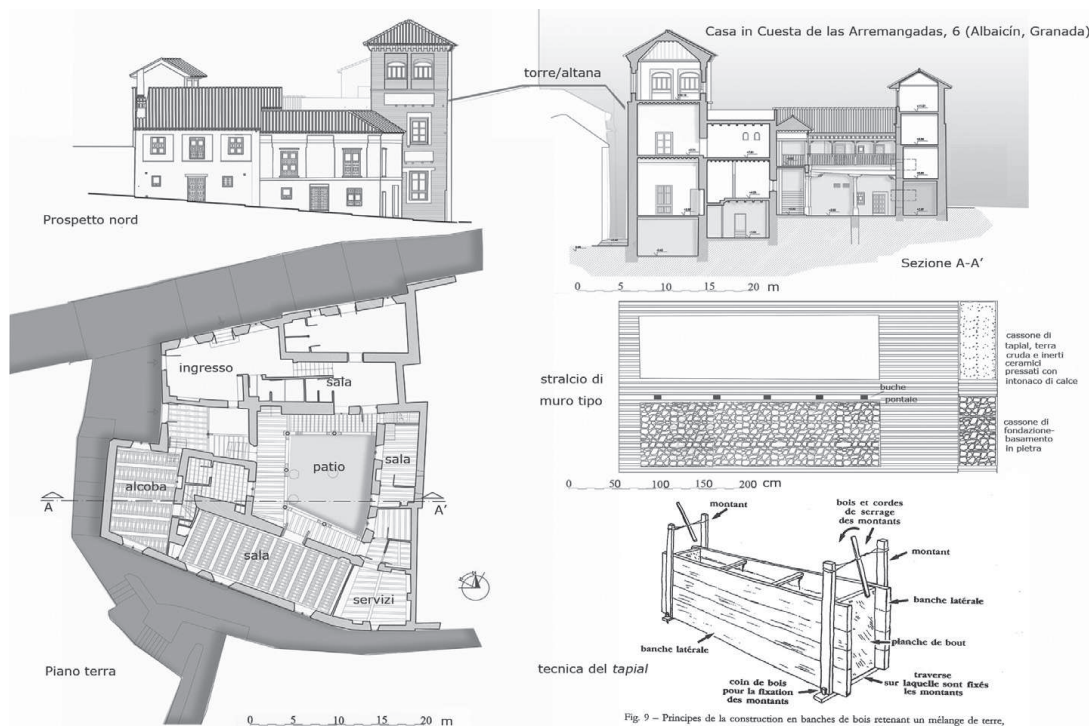 Casa in Cuesta de las Arremangadas, 6 (Albaicín, Granada)
torre/altana
Prospetto nord
Sezione A-A'
0 5 10 15 20 m
ingresso
sala
patio
sala
alcoba
A
A'
sala
servizi
Piano terra
0 5 10 15 20 m
stralcio di
muro tipo
buche
pontaie
cassone di
tapial, terra
cruda e inerti
ceramici
pressati con
intonaco di calce
cassone di
fondazione-
basamento
in pietra
0 50 100 150 200 cm
montant
bois et cordes
de serrage
des montants
montant
banche latérale
planche de bout
banche latérale
traverse
sur laquelle sont fixés
les montants
coin de bois
pour la fixation
des montants
tecnica del tapial
Fig. 9 – Principes de la construction en banches de bois retenant un mélange de terre,